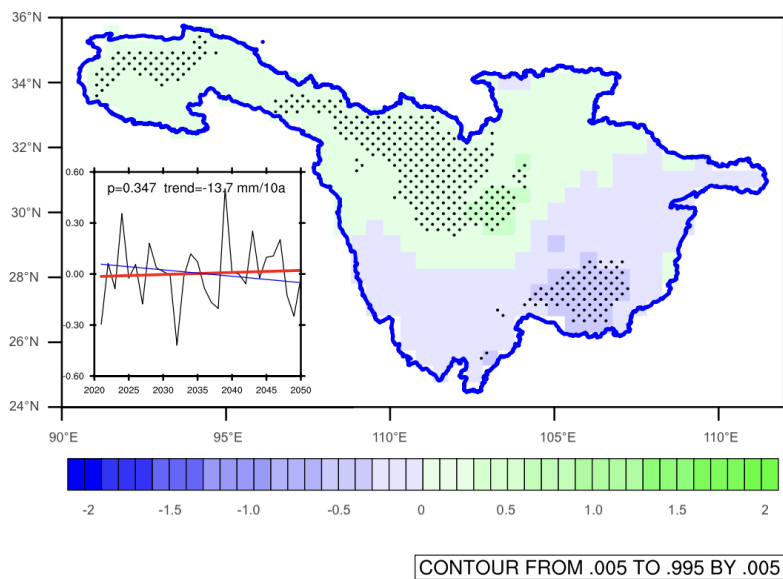 36°N
34°N
32°N
30°N
28°N
26°N
24°N
0.60
0.30
0.00
-0.30
-0.60
p=0.347 trend=-13.7 mm/10a
2020 2025 2030 2035 2040 2045 2050
90°E 95°E 110°E 105°E 110°E
-2 -1.5 -1.0 -0.5 0 0.5 1.0 1.5 2
CONTOUR FROM .005 TO .995 BY .005